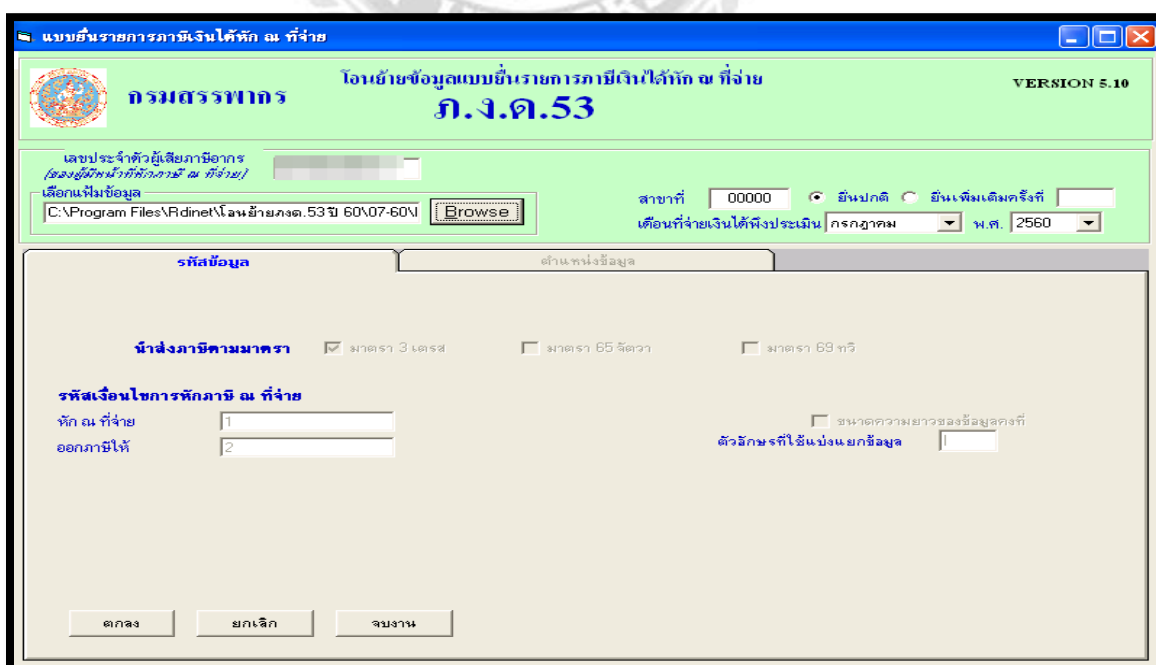 แบบยื่นรายการภาษีเงินได้หัก ณ ที่จ่าย
กรมสรรพากร
โอนย้ายข้อมูลแบบยื่นรายการภาษีเงินได้หัก ณ ที่จ่าย
VERSION 5.10
ภ.ง.ด.53
เลขประจำตัวผู้เสียภาษีอากร
(ของผู้มีหน้าที่หักภาษี ณ ที่จ่าย)
เลือกแฟ้มข้อมูล
C:\Program Files\Rdinet\โอนย้ายภงด.53ปี 60\07-60\I
Browse
สาขาที่ 00000 ยื่นปกติ ยื่นเพิ่มเติมครั้งที่
เดือนที่จ่ายเงินได้พึงประเมิน กรกฎาคม พ.ศ. 2560
รหัสข้อมูล ตำแหน่งข้อมูล
นำส่งภาษีตามมาตรา มาตรา 3 เตรส มาตรา 65 จัตวา มาตรา 69 ทวิ
รหัสเงื่อนไขการหักภาษี ณ ที่จ่าย
หัก ณ ที่จ่าย 1
ขนาดความยาวของข้อมูลคงที่
ออกภาษีให้ 2
ตัวอักษรที่ใช้แบ่งแยกข้อมูล |
ตกลง ยกเลิก จบงาน